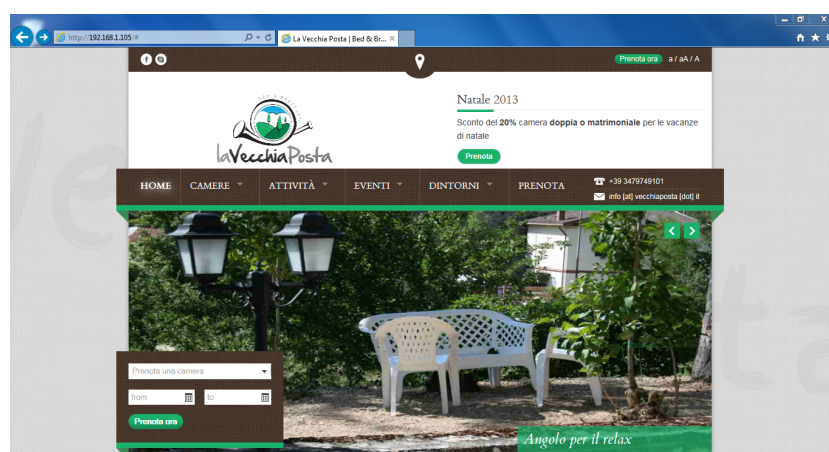 http://192.168.1.105/#
La Vecchia Posta | Bed & Br...
Prenota ora a / aA / A
laVecchiaPosta
Natale 2013
Sconto del 20% camera doppia o matrimoniale per le vacanze
di natale
Prenota
HOME CAMERE ATTIVITÀ EVENTI DINTORNI PRENOTA
+39 3479749101
info [at] vecchiaposta [dot] it
Prenota una camera
from to
Prenota ora
Angolo per il relax